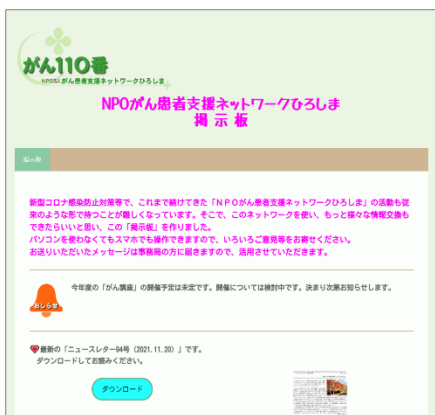 がん110番
NPO法人がん患者支援ネットワークひろしま
NPOがん患者支援ネットワークひろしま
掲 示 板
掲示板
新型コロナ感染防止対策等で、これまで続けてきた「NPOがん患者支援ネットワークひろしま」の活動も従
来のような形で持つことが難しくなっています。そこで、このネットワークを使い、もっと様々な情報交換も
できたらいいと思い、この「掲示板」を作りました。
パソコンを使わなくてもスマホでも操作できますので、いろいろご意見等をお寄せください。
お送りいただいたメッセージは事務局の方に届きますので、活用させていただきます。
今年度の「がん講座」の開催予定は未定です。開催については検討中です。決まり次第お知らせします。
おしらせ
最新の「ニュースレター94号（2021.11.20）」です。
ダウンロードしてお読みください。
ダウンロード